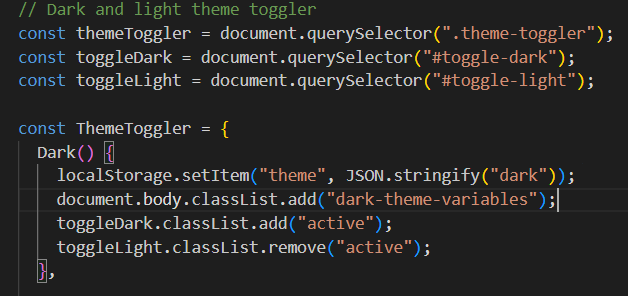 // Dark and light theme toggler
const themeToggler = document.querySelector(".theme-toggler");
const toggleDark = document.querySelector("#toggle-dark");
const toggleLight = document.querySelector("#toggle-light");
const ThemeToggler = {
Dark() {
localStorage.setItem("theme", JSON.stringify("dark"));
document.body.classList.add("dark-theme-variables");
toggleDark.classList.add("active");
toggleLight.classList.remove("active");
},